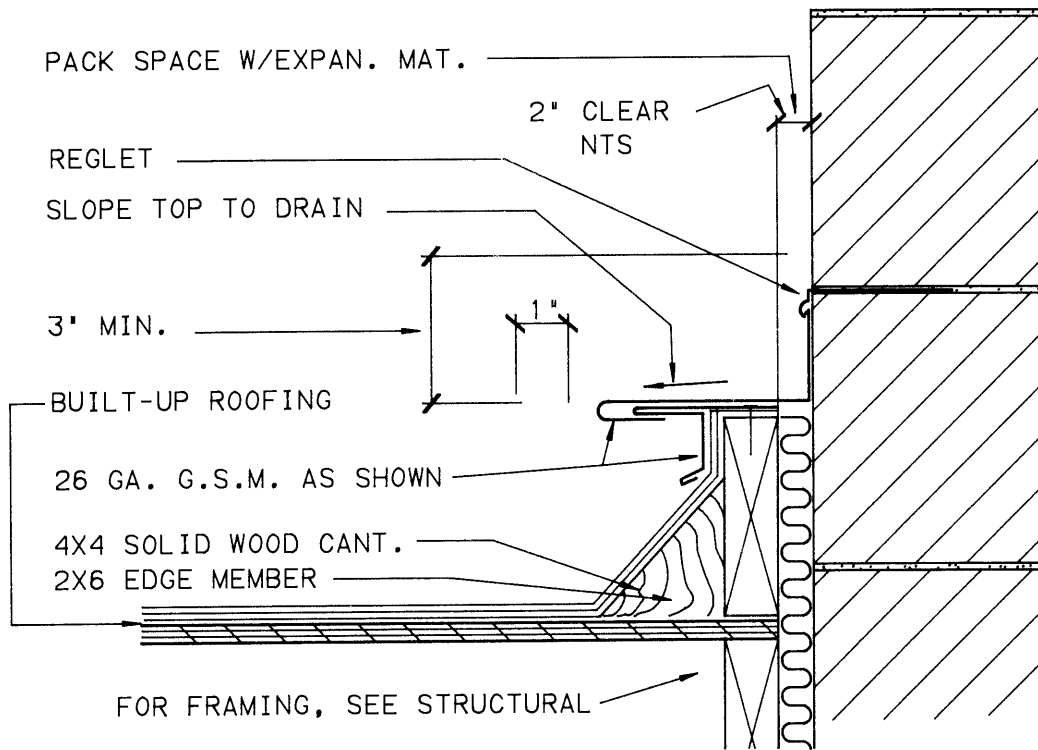 PACK SPACE W/EXPAN. MAT.
2" CLEAR
NTS
REGLET
SLOPE TOP TO DRAIN
1"
3" MIN.
BUILT-UP ROOFING
26 GA. G.S.M. AS SHOWN
4X4 SOLID WOOD CANT.
2X6 EDGE MEMBER
FOR FRAMING, SEE STRUCTURAL